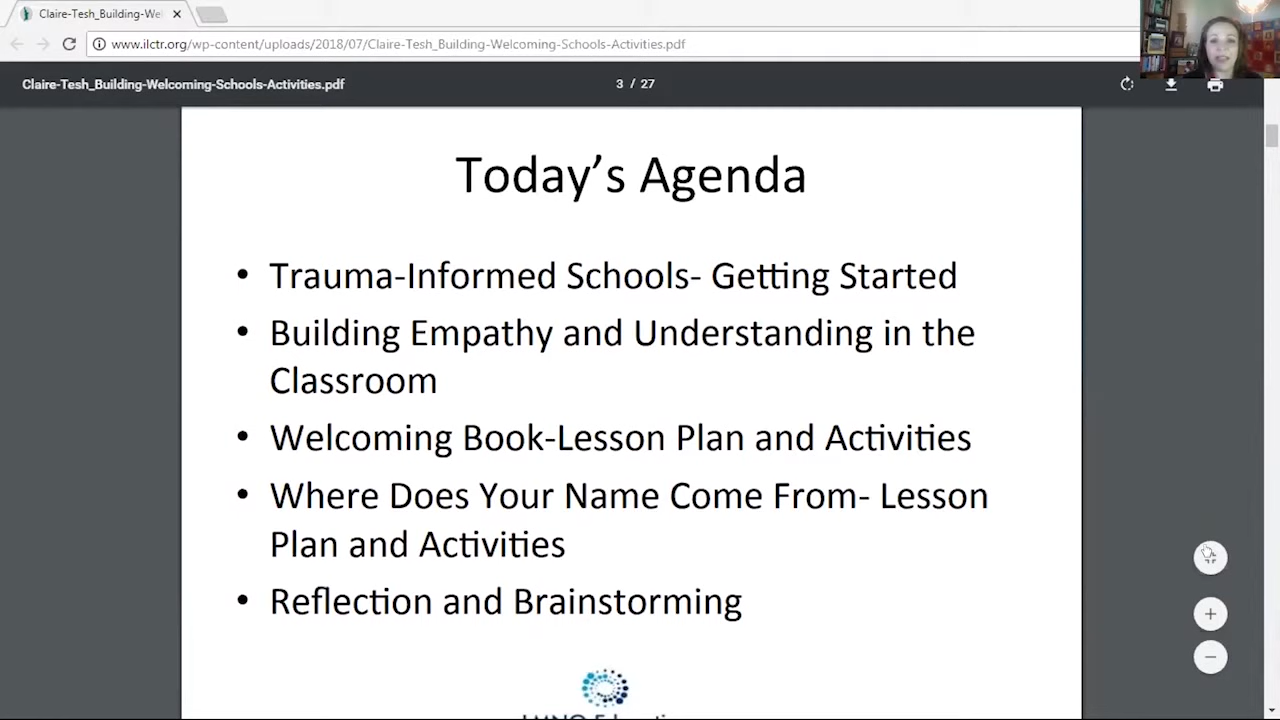 Claire-Tesh_Building-Wel
www.ilctr.org/wp-content/uploads/2018/07/Claire-Tesh_Building-Welcoming-Schools-Activities.pdf
Claire-Tesh_Building-Welcoming-Schools-Activities.pdf
3 / 27
Today’s Agenda
• Trauma-Informed Schools- Getting Started
• Building Empathy and Understanding in the
Classroom
• Welcoming Book-Lesson Plan and Activities
• Where Does Your Name Come From- Lesson
Plan and Activities
• Reflection and Brainstorming